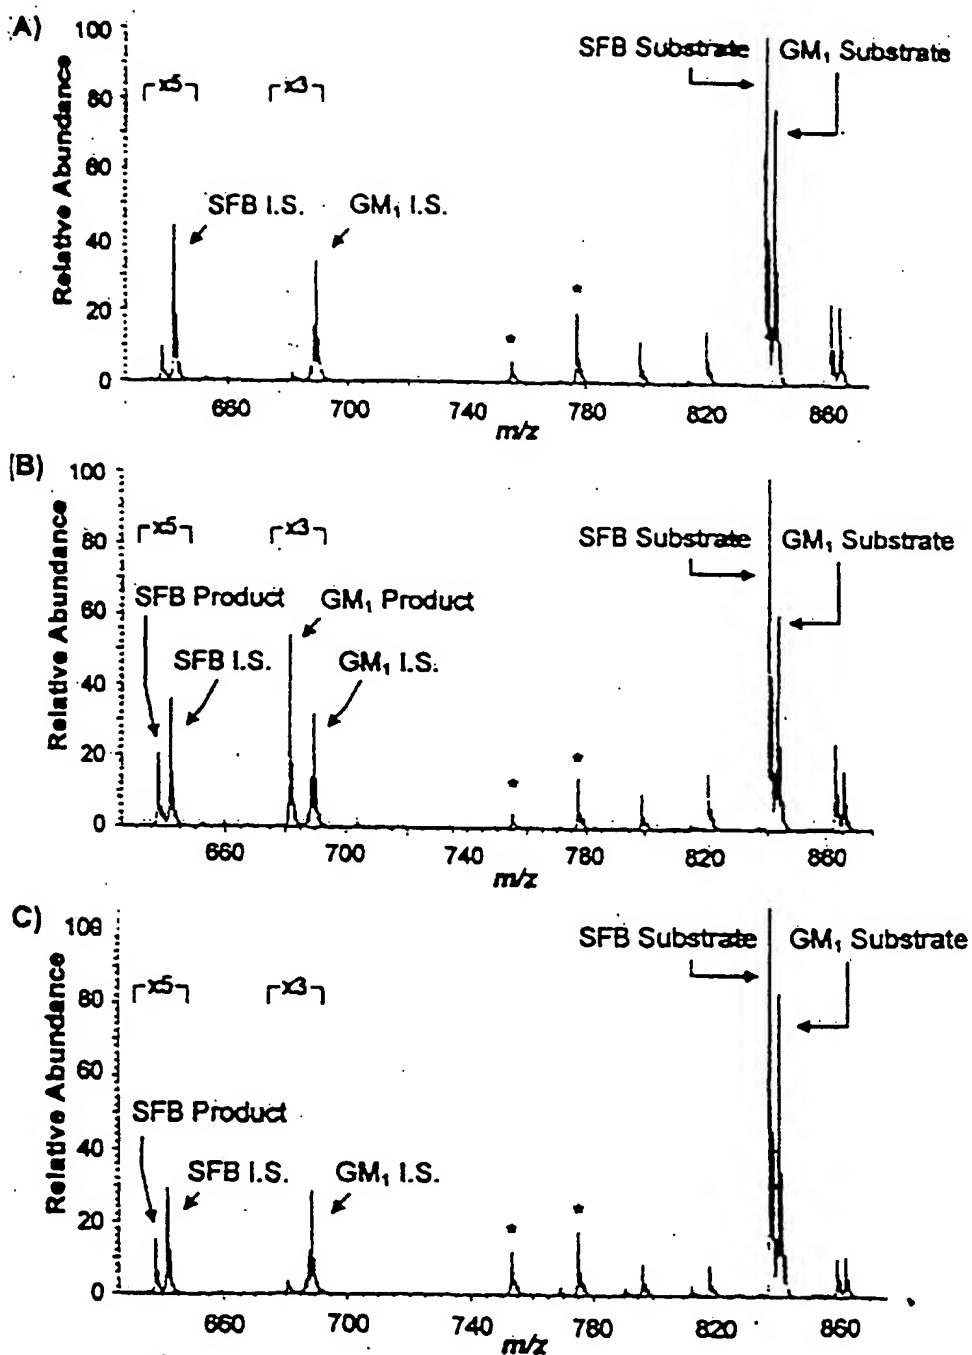 A)
Relative Abundance
100
80
60
40
20
0
x5
x3
SFB Substrate
GM₁ Substrate
SFB I.S.
GM₁ I.S.
*
*
660
700
740
780
820
860
m/z
(B)
Relative Abundance
100
80
60
40
20
0
x5
x3
SFB Substrate
GM₁ Substrate
SFB Product
GM₁ Product
SFB I.S.
GM₁ I.S.
*
*
660
700
740
780
820
860
m/z
C)
Relative Abundance
100
80
60
40
20
0
x5
x3
SFB Substrate
GM₁ Substrate
SFB Product
SFB I.S.
GM₁ I.S.
*
*
660
700
740
780
820
860
m/z